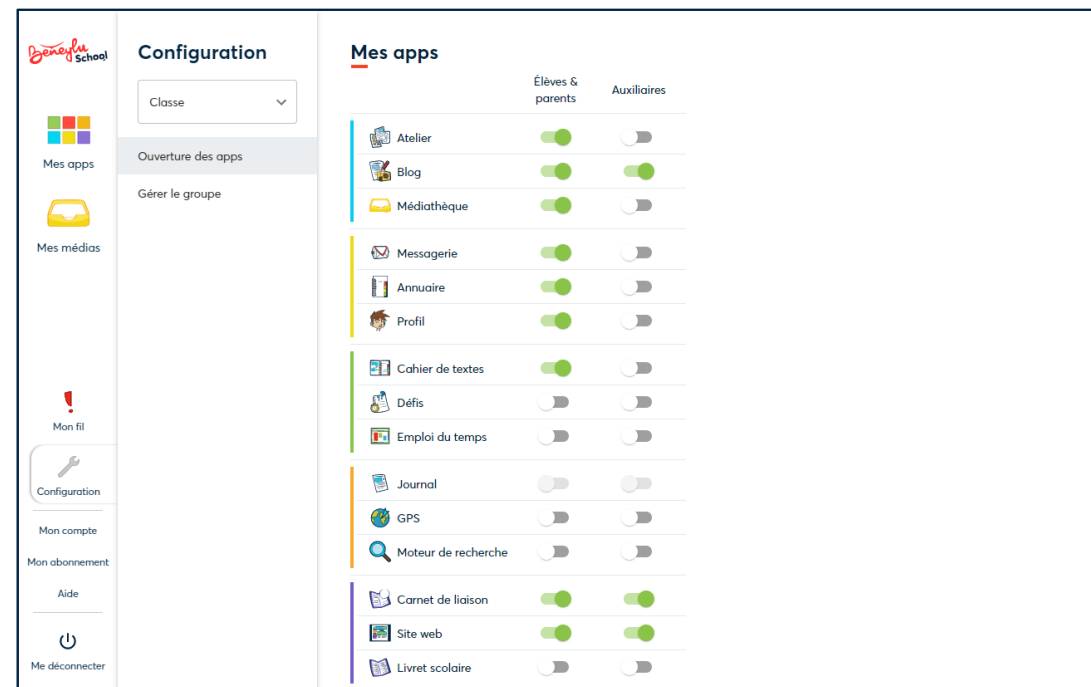 Beneylu
School
Mes apps
Mes médias
Mon fil
Configuration
Mon compte
Mon abonnement
Aide
Me déconnecter
Configuration
Classe
Ouverture des apps
Gérer le groupe
Mes apps
Élèves &
parents
Auxiliaires
Atelier
Blog
Médiathèque
Messagerie
Annuaire
Profil
Cahier de textes
Défis
Emploi du temps
Journal
GPS
Moteur de recherche
Carnet de liaison
Site web
Livret scolaire